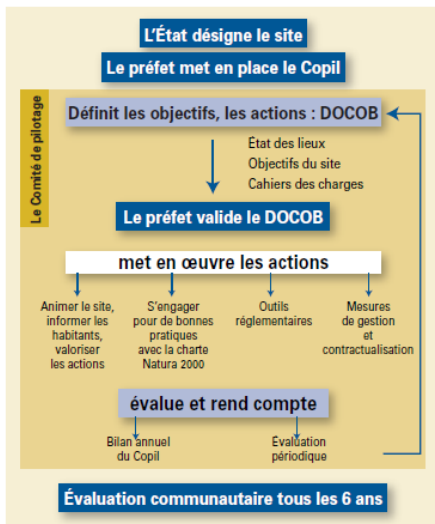 L'État désigne le site
Le préfet met en place le Copil
Le Comité de pilotage
Définit les objectifs, les actions : DOCOB
État des lieux
Objectifs du site
Cahiers des charges
Le préfet valide le DOCOB
met en œuvre les actions
Animer le site,
informer les
habitants,
valoriser
les actions
S'engager
pour de bonnes
pratiques
avec la charte
Natura 2000
Outils
réglementaires
Mesures
de gestion
et
contractualisation
évalue et rend compte
Bilan annuel
du Copil
Évaluation
périodique
Évaluation communautaire tous les 6 ans